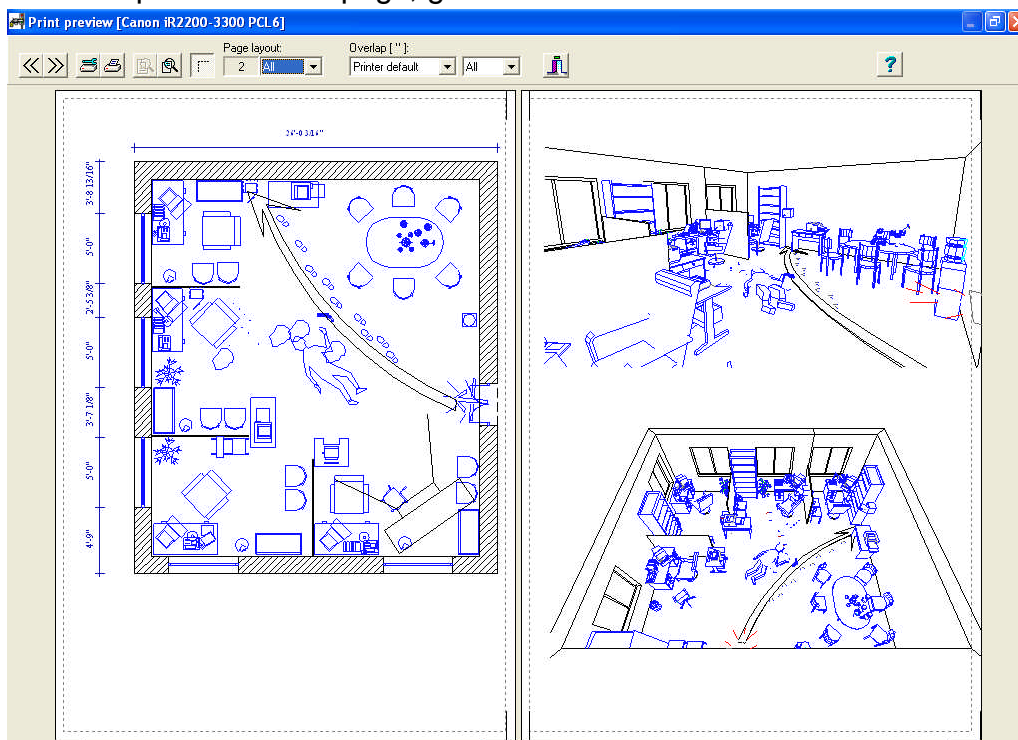 Print preview [Canon iR2200-3300 PCL6]
Page layout:
Overlap [ " ]:
2
All
Printer default
All
?
3'-8 13/16"
5'-0"
2'-5 3/8"
5'-0"
3'-7 1/8"
5'-0"
4'-9"